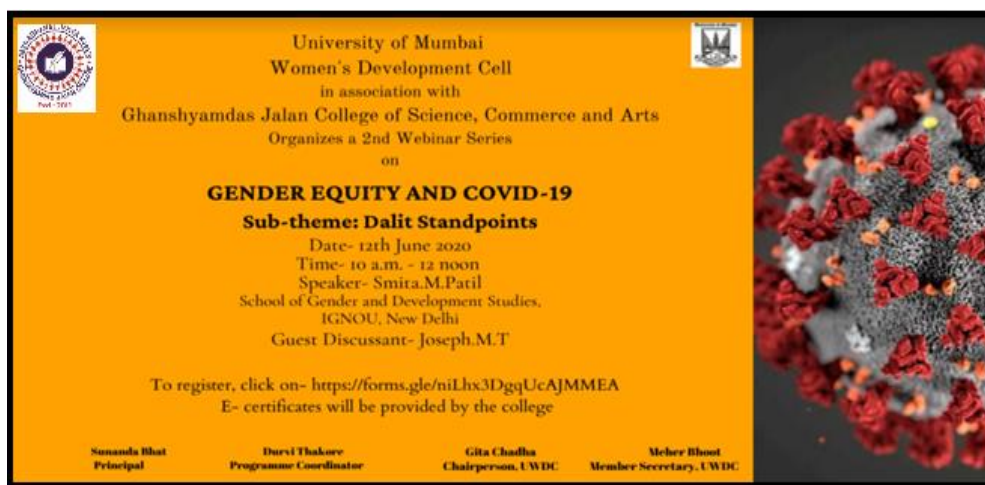 University of Mumbai
Women's Development Cell
in association with
Ghanshyamdas Jalan College of Science, Commerce and Arts
Organizes a 2nd Webinar Series
on
GENDER EQUITY AND COVID-19
Sub-theme: Dalit Standpoints
Date- 12th June 2020
Time- 10 a.m. - 12 noon
Speaker- Smita.M.Patil
School of Gender and Development Studies,
IGNOU, New Delhi
Guest Discussant- Joseph.M.T
To register, click on- https://forms.gle/niLhx3DgqUcAJMMEA
E- certificates will be provided by the college
Sunanda Bhat
Principal
Durvi Thakore
Programme Coordinator
Gita Chadha
Chairperson, UWDC
Meher Bhoot
Member Secretary, UWDC